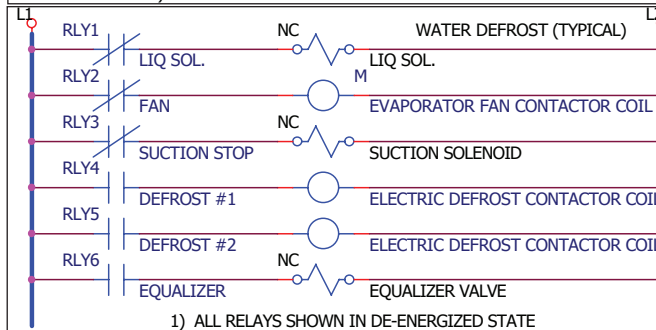 L1
WATER DEFROST (TYPICAL)
RLY1 NC
LIQ SOL. LIQ SOL.
RLY2 M
FAN EVAPORATOR FAN CONTACTOR COIL
RLY3 NC
SUCTION STOP SUCTION SOLENOID
RLY4
DEFROST #1 ELECTRIC DEFROST CONTACTOR COIL
RLY5
DEFROST #2 ELECTRIC DEFROST CONTACTOR COIL
RLY6 NC
EQUALIZER EQUALIZER VALVE
1) ALL RELAYS SHOWN IN DE-ENERGIZED STATE